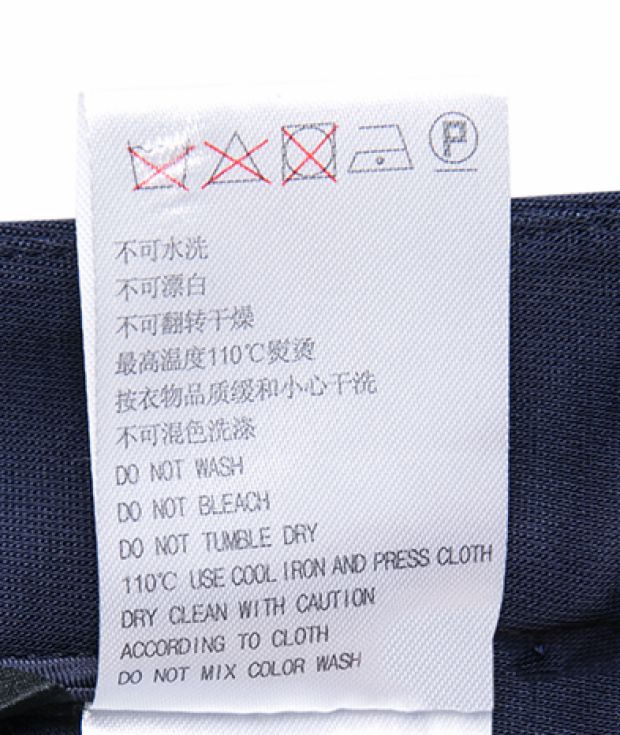 P
不可水洗
不可漂白
不可翻转干燥
最高温度110℃熨烫
按衣物品质缓和小心干洗
不可混色洗涤
DO NOT WASH
DO NOT BLEACH
DO NOT TUMBLE DRY
110℃ USE COOL IRON AND PRESS CLOTH
DRY CLEAN WITH CAUTION
ACCORDING TO CLOTH
DO NOT MIX COLOR WASH